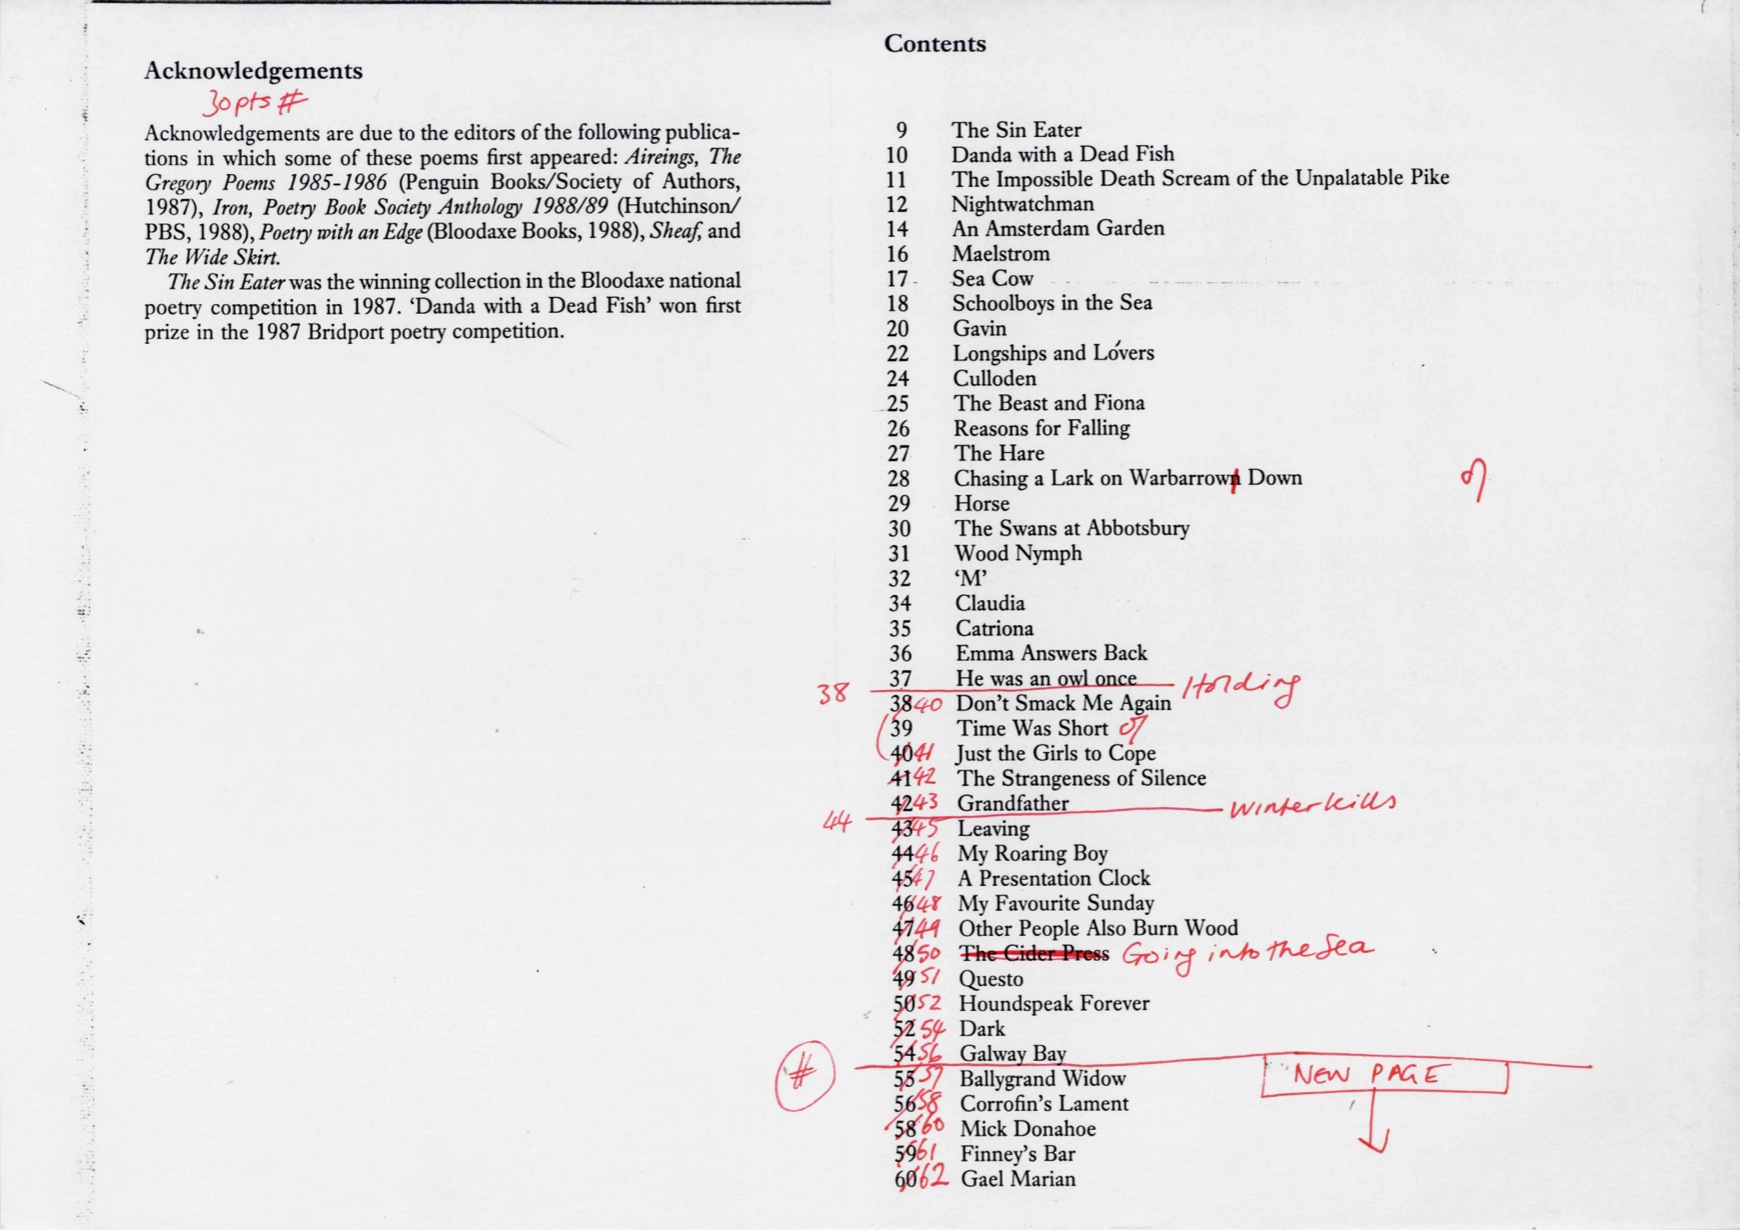 Acknowledgements
30pts #
Acknowledgements are due to the editors of the following publica-
tions in which some of these poems first appeared: Aireings, The
Gregory Poems 1985-1986 (Penguin Books/Society of Authors,
1987), Iron, Poetry Book Society Anthology 1988/89 (Hutchinson/
PBS, 1988), Poetry with an Edge (Bloodaxe Books, 1988), Sheaf, and
The Wide Skirt.
The Sin Eater was the winning collection in the Bloodaxe national
poetry competition in 1987. ‘Danda with a Dead Fish’ won first
prize in the 1987 Bridport poetry competition.
Contents
9 The Sin Eater
10 Danda with a Dead Fish
11 The Impossible Death Scream of the Unpalatable Pike
12 Nightwatchman
14 An Amsterdam Garden
16 Maelstrom
17 Sea Cow
18 Schoolboys in the Sea
20 Gavin
22 Longships and Lovers
24 Culloden
25 The Beast and Fiona
26 Reasons for Falling
27 The Hare
28 Chasing a Lark on Warbarrown Down
29 Horse
30 The Swans at Abbotsbury
31 Wood Nymph
32 ‘M’
34 Claudia
35 Catriona
36 Emma Answers Back
37 He was an owl once
38 Holding
38 40 Don't Smack Me Again
39 Time Was Short
40 41 Just the Girls to Cope
41 42 The Strangeness of Silence
42 43 Grandfather
44 Winterkills
43 45 Leaving
44 46 My Roaring Boy
45 47 A Presentation Clock
46 48 My Favourite Sunday
47 49 Other People Also Burn Wood
48 50 The Cider Press Going into the Sea
49 51 Questo
50 52 Houndspeak Forever
52 54 Dark
54 56 Galway Bay
# NEW PAGE
55 57 Ballygrand Widow
56 58 Corrofin's Lament
58 60 Mick Donahoe
59 61 Finney's Bar
60 62 Gael Marian